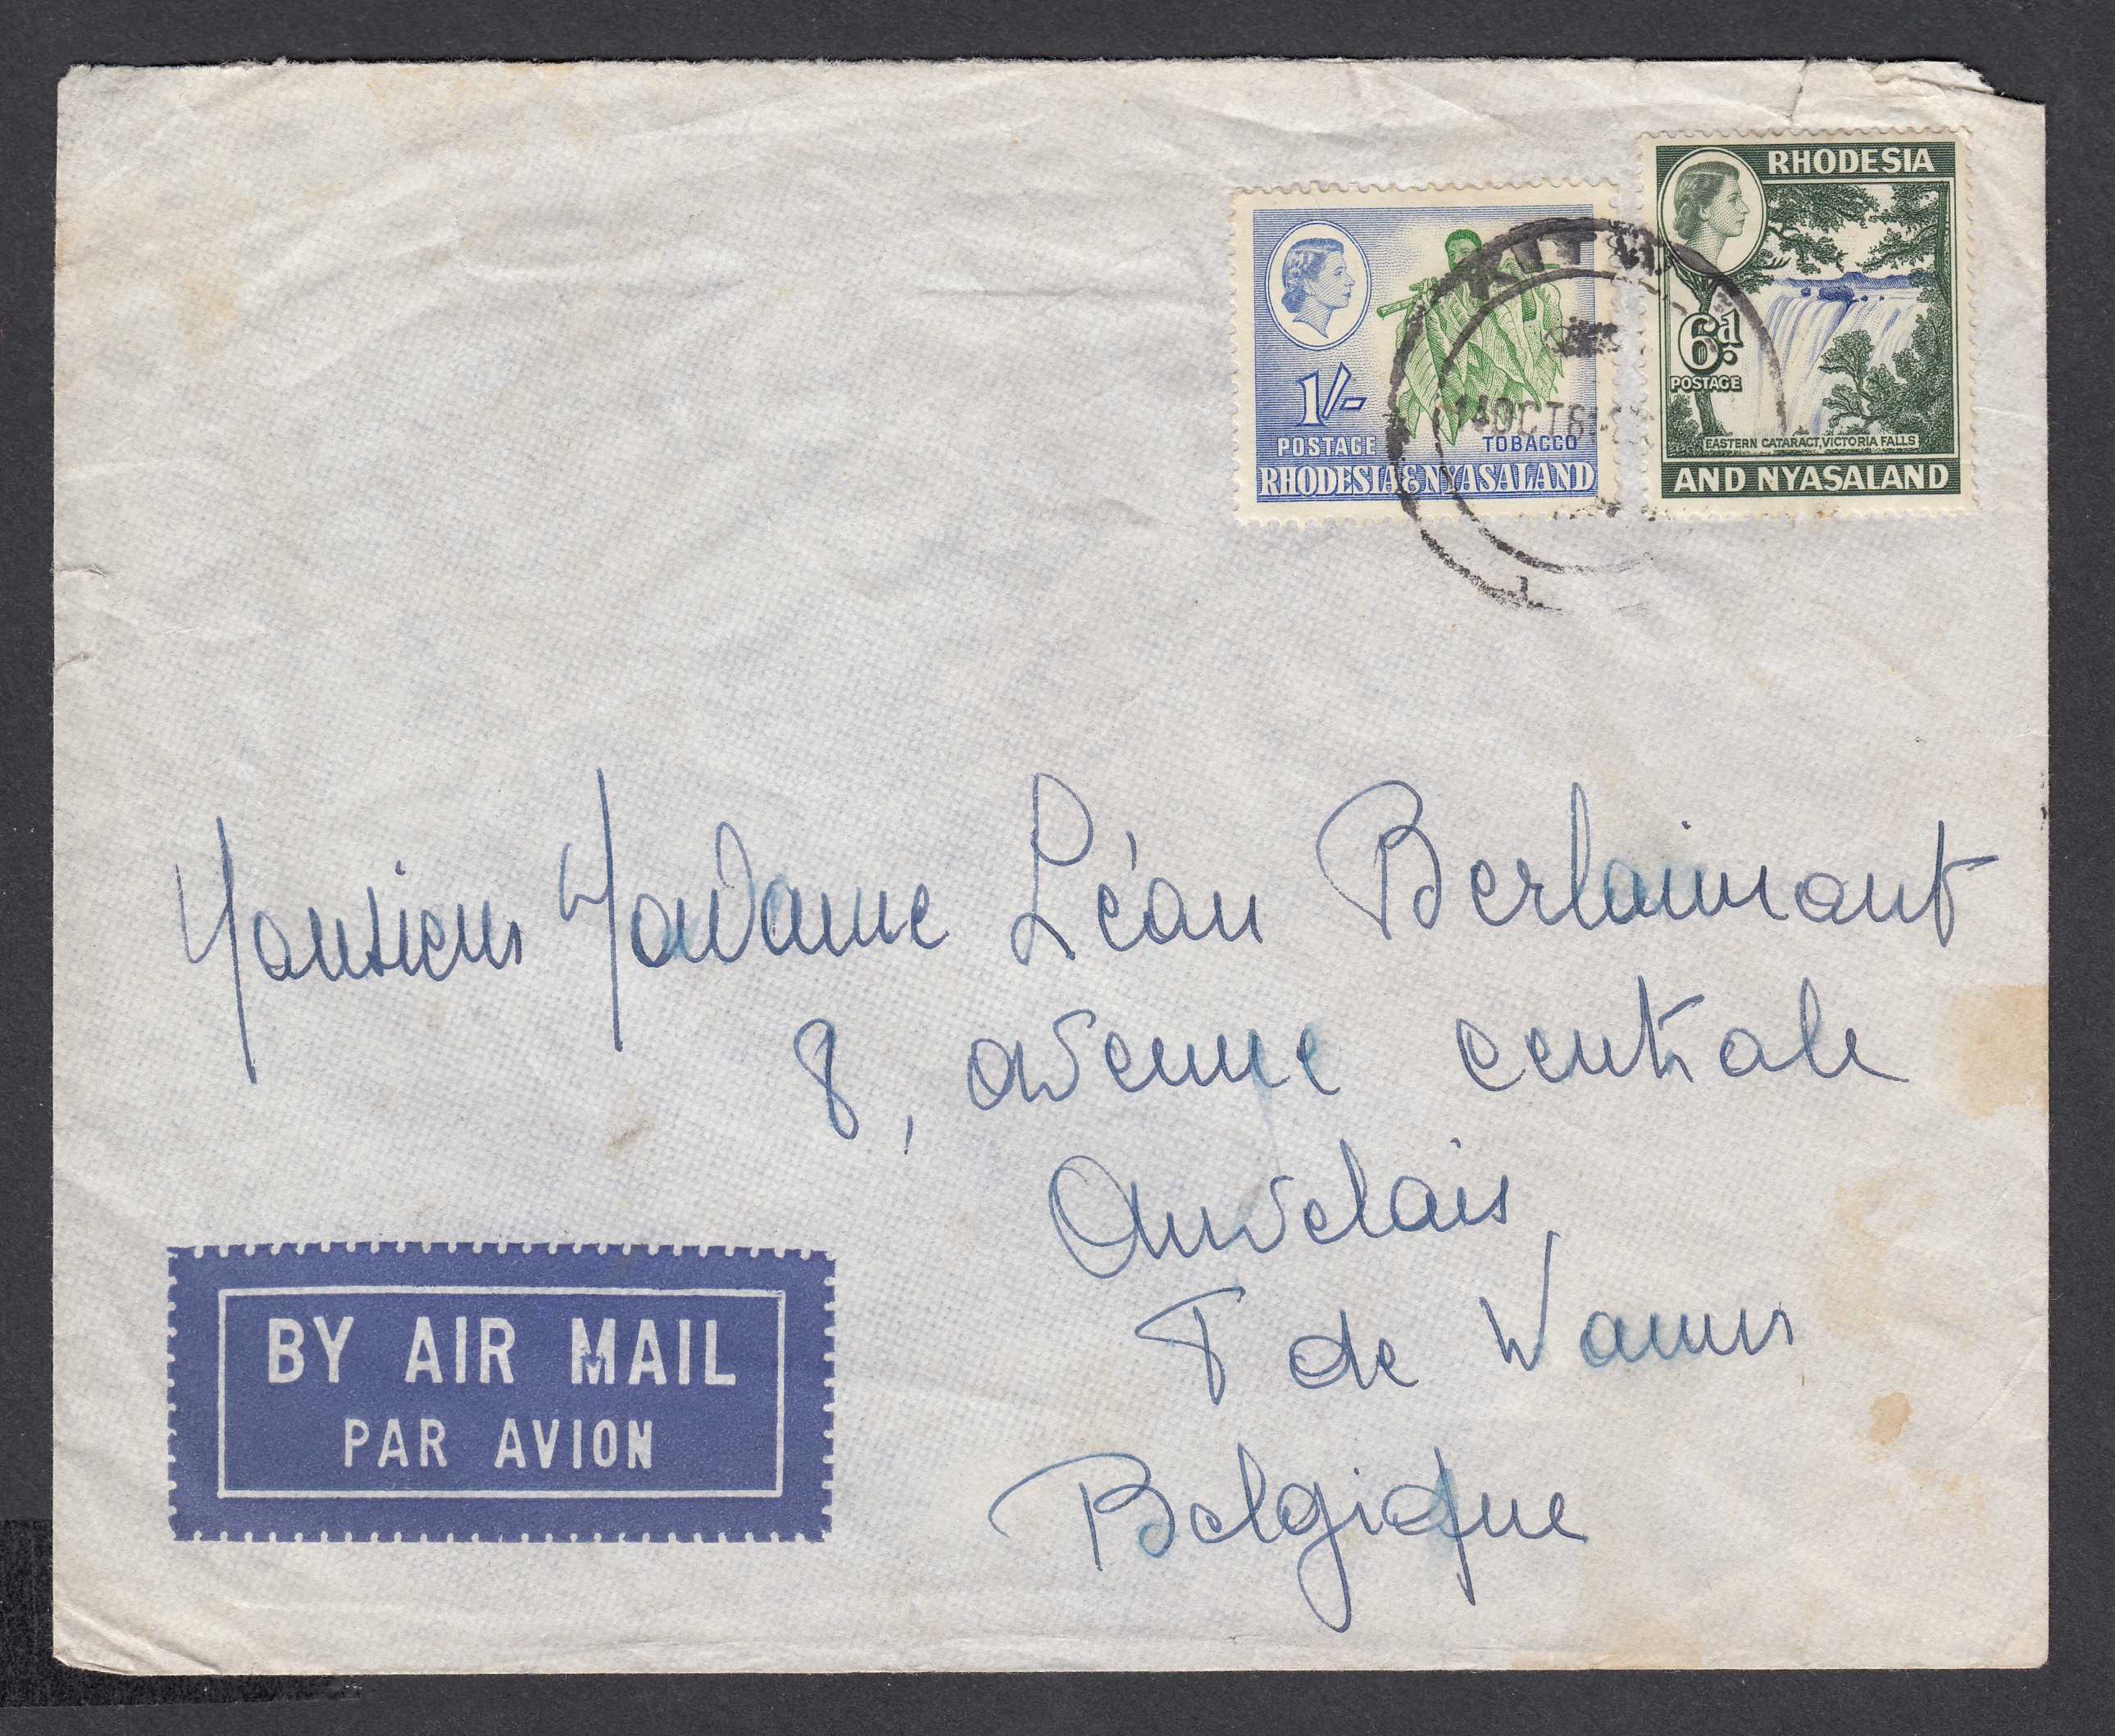 RHODESIA
6d.
POSTAGE
EASTERN CATARACT, VICTORIA FALLS
AND NYASALAND
1/-
POSTAGE TOBACCO
RHODESIA & NYASALAND
14 OCT 61
Monsieur Madame Léon Berlaimont
8, avenue centrale
Auvelais
P de Namur
Belgique
BY AIR MAIL
PAR AVION